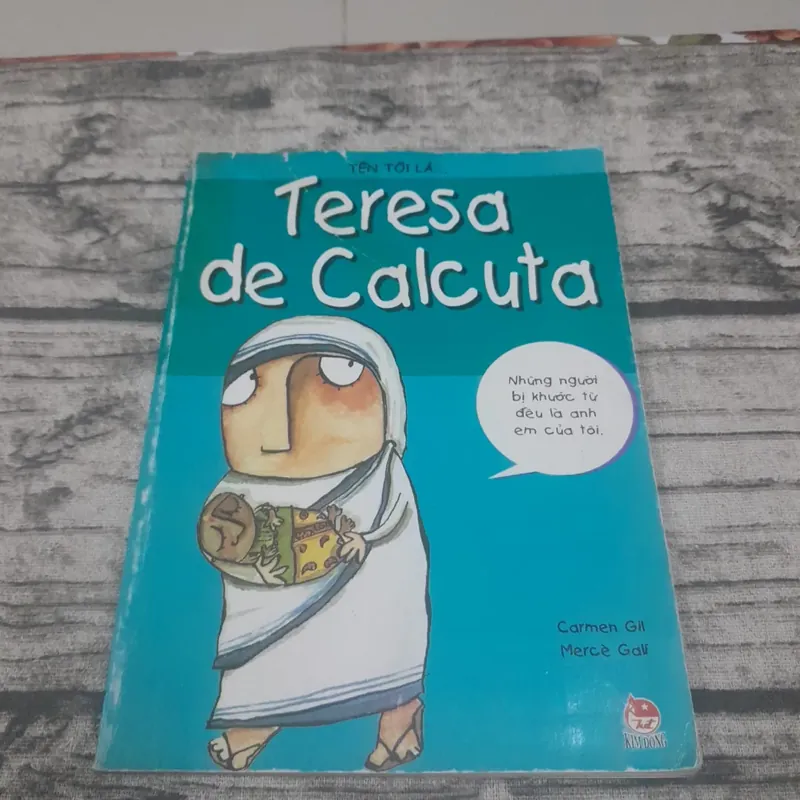 TÊN TÔI LÀ
Teresa
de Calcuta
Những người
bị khước từ
đều là anh
em của tôi.
Carmen Gil
Mercè Galí
KIM ĐỒNG